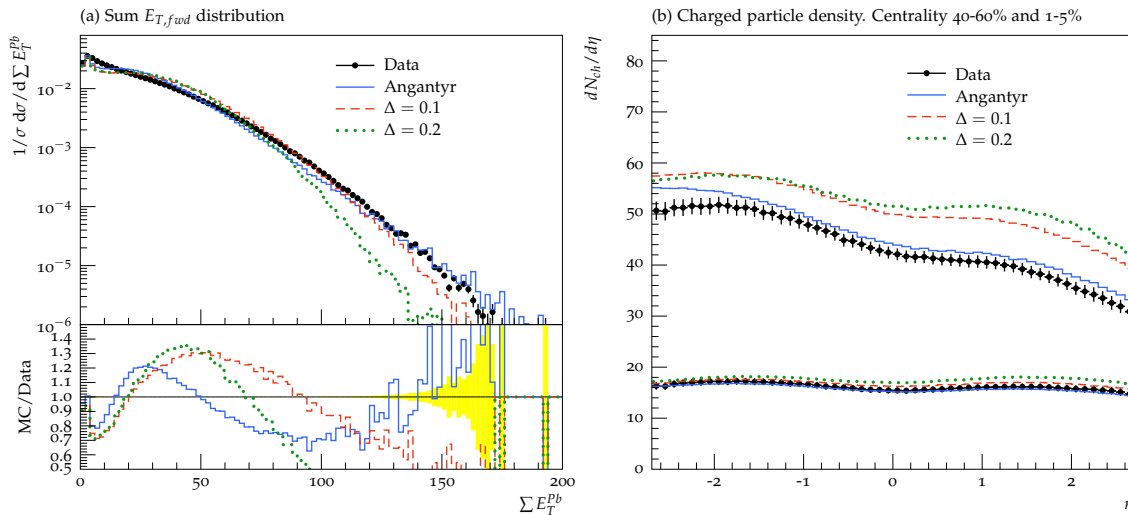 (a) Sum E_{T,fwd} distribution
1/σ dσ/d∑E_T^{Pb}
10⁻²
10⁻³
10⁻⁴
10⁻⁵
10⁻⁶
Data
Angantyr
Δ = 0.1
Δ = 0.2
MC/Data
1.4
1.3
1.2
1.1
1.0
0.9
0.8
0.7
0.6
0.5
0 50 100 150 200
∑E_T^{Pb}
(b) Charged particle density. Centrality 40-60% and 1-5%
dN_{ch}/dη
80
70
60
50
40
30
20
10
0
Data
Angantyr
Δ = 0.1
Δ = 0.2
-2 -1 0 1 2